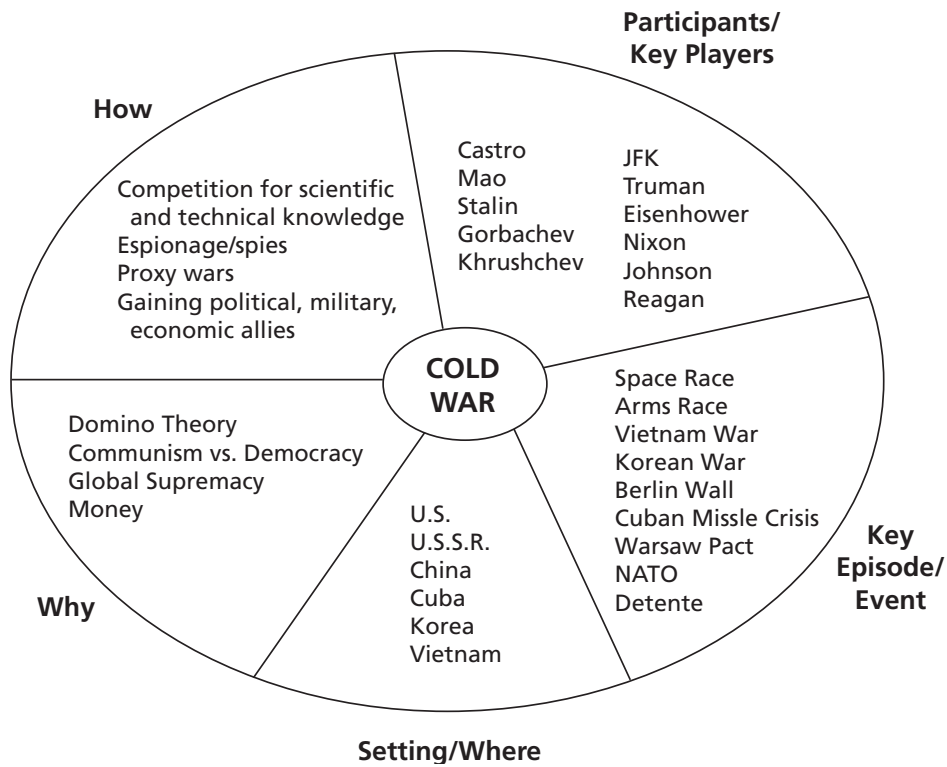 Participants/
Key Players
How
Castro
Mao
Stalin
Gorbachev
Khrushchev
JFK
Truman
Eisenhower
Nixon
Johnson
Reagan
Competition for scientific
and technical knowledge
Espionage/spies
Proxy wars
Gaining political, military,
economic allies
COLD
WAR
Domino Theory
Communism vs. Democracy
Global Supremacy
Money
Why
U.S.
U.S.S.R.
China
Cuba
Korea
Vietnam
Setting/Where
Space Race
Arms Race
Vietnam War
Korean War
Berlin Wall
Cuban Missle Crisis
Warsaw Pact
NATO
Detente
Key
Episode/
Event